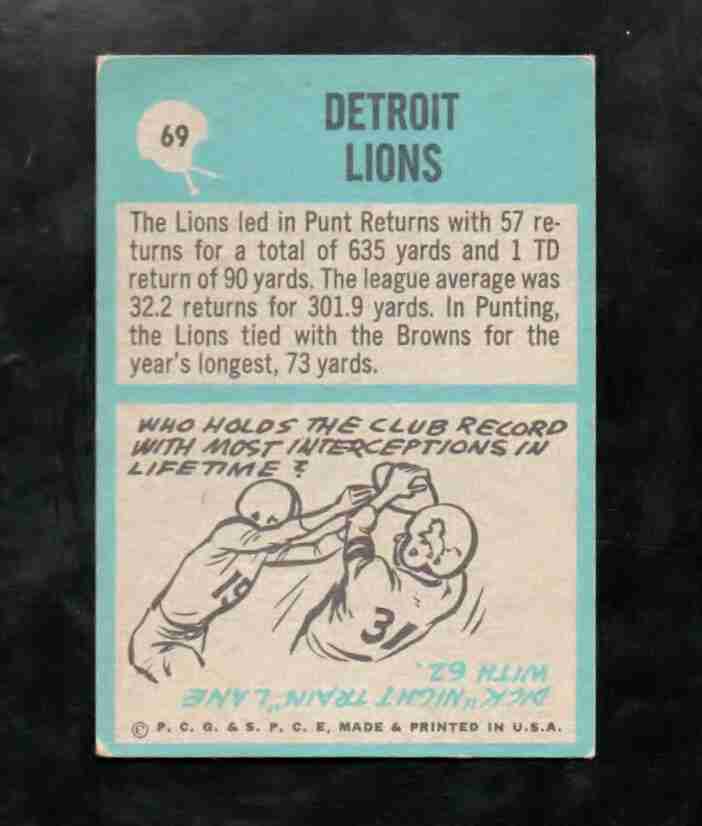 69
DETROIT
LIONS
The Lions led in Punt Returns with 57 re-
turns for a total of 635 yards and 1 TD
return of 90 yards. The league average was
32.2 returns for 301.9 yards. In Punting,
the Lions tied with the Browns for the
year's longest, 73 yards.
WHO HOLDS THE CLUB RECORD
WITH MOST INTERCEPTIONS IN
LIFETIME?
19
31
DICK "NIGHT TRAIN" LANE
WITH 62.
© P. C. G. & S. P. C. E, MADE & PRINTED IN U.S.A.